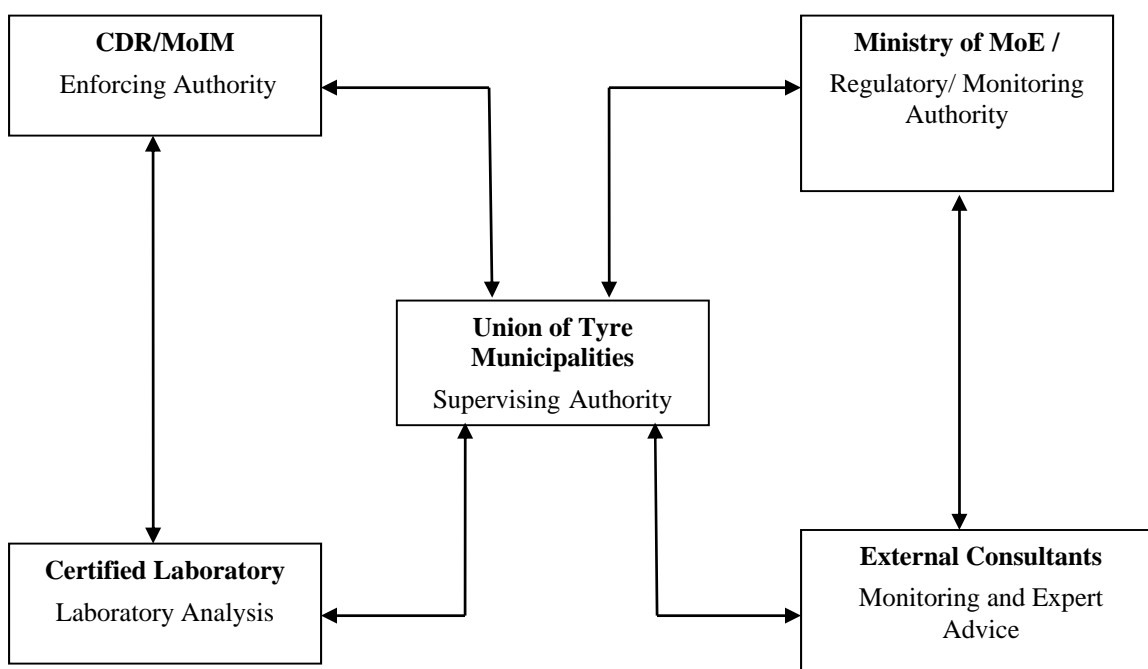 CDR/MoIM
Enforcing Authority
Ministry of MoE /
Regulatory/ Monitoring
Authority
Union of Tyre
Municipalities
Supervising Authority
Certified Laboratory
Laboratory Analysis
External Consultants
Monitoring and Expert
Advice